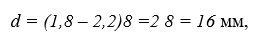 d = (1,8 – 2,2)8 =2 8 = 16 мм,